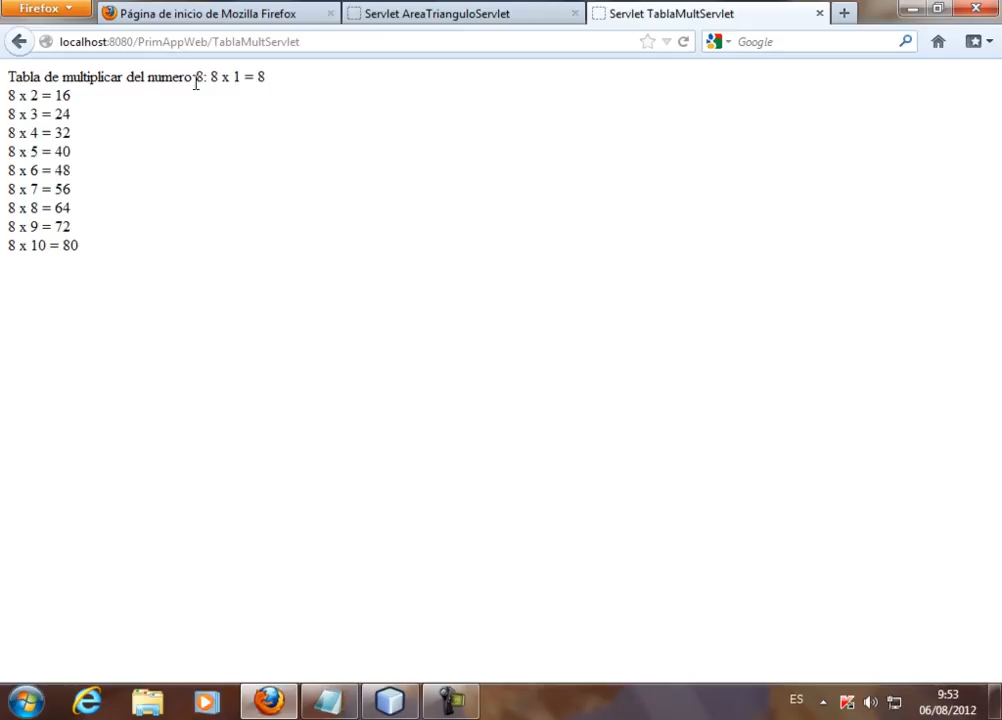 Firefox
Página de inicio de Mozilla Firefox
Servlet AreaTrianguloServlet
Servlet TablaMultServlet
localhost:8080/PrimAppWeb/TablaMultServlet
Google
Tabla de multiplicar del numero 8: 8 x 1 = 8
8 x 2 = 16
8 x 3 = 24
8 x 4 = 32
8 x 5 = 40
8 x 6 = 48
8 x 7 = 56
8 x 8 = 64
8 x 9 = 72
8 x 10 = 80
ES
9:53
06/08/2012